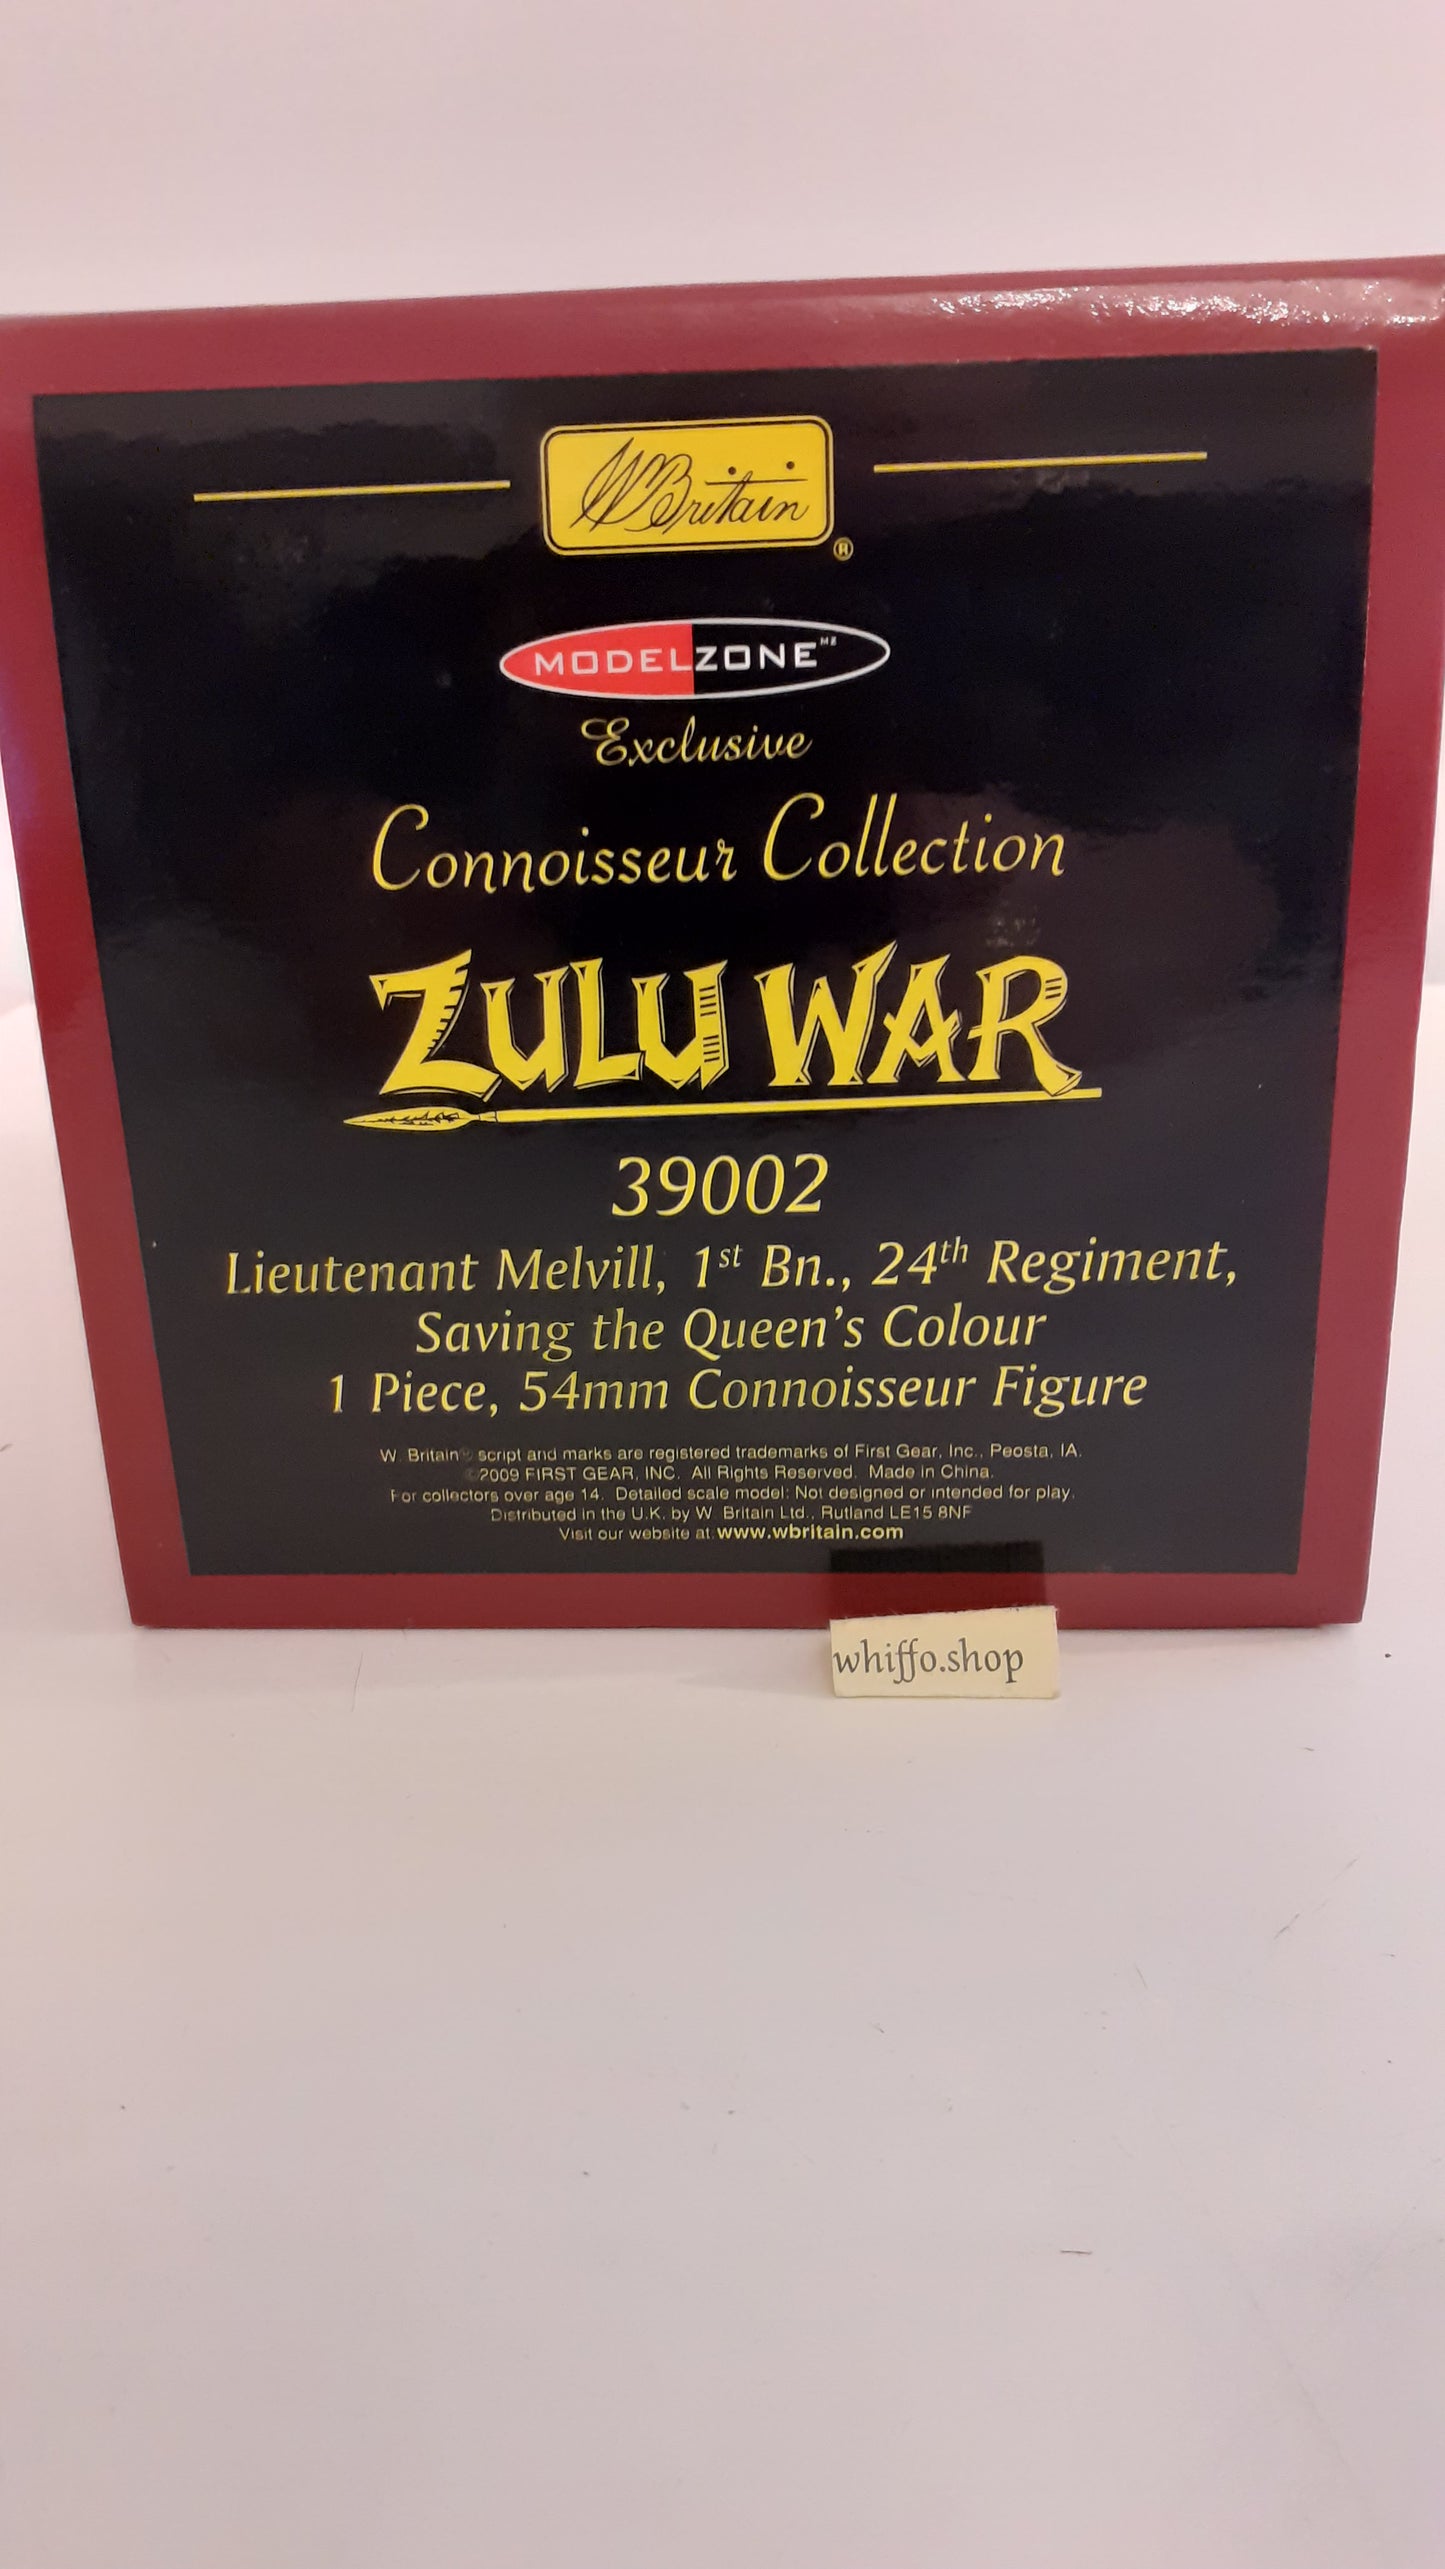 W Britain ®
MODELZONE MZ
Exclusive
Connoisseur Collection
ZULU WAR
39002
Lieutenant Melvill, 1st Bn., 24th Regiment,
Saving the Queen's Colour
1 Piece, 54mm Connoisseur Figure
W. Britain® script and marks are registered trademarks of First Gear, Inc., Peosta, IA.
©2009 FIRST GEAR, INC. All Rights Reserved. Made in China.
For collectors over age 14. Detailed scale model: Not designed or intended for play.
Distributed in the U.K. by W. Britain Ltd., Rutland LE15 8NF
Visit our website at: www.wbritain.com
whiffo.shop